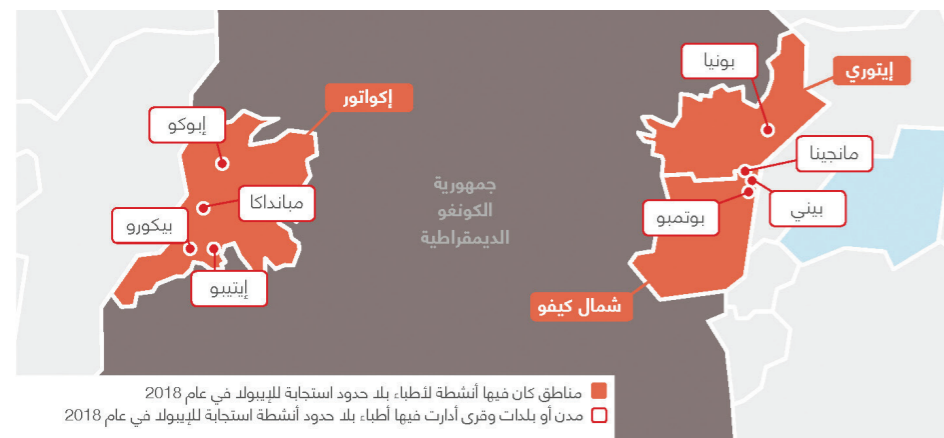 بونيا
إيتوري
إكواتور
إبوكو
مانجينا
جمهورية
الكونغو
الديمقراطية
مبانداكا
بيني
بوتمبو
بيكورو
إيتيبو
شمال كيفو
مناطق كان فيها أنشطة لأطباء بلا حدود استجابة للإيبولا في عام 2018
مدن أو بلدات وقرى أدارت فيها أطباء بلا حدود أنشطة استجابة للإيبولا في عام 2018